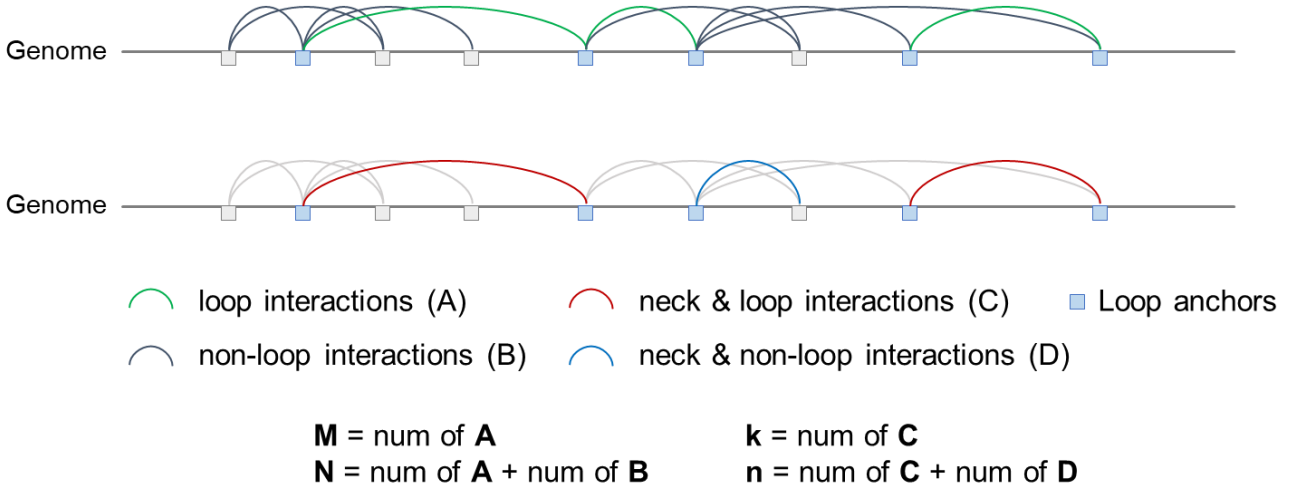 Genome
Genome
loop interactions (A)
neck & loop interactions (C)
Loop anchors
non-loop interactions (B)
neck & non-loop interactions (D)
M = num of A
k = num of C
N = num of A + num of B
n = num of C + num of D